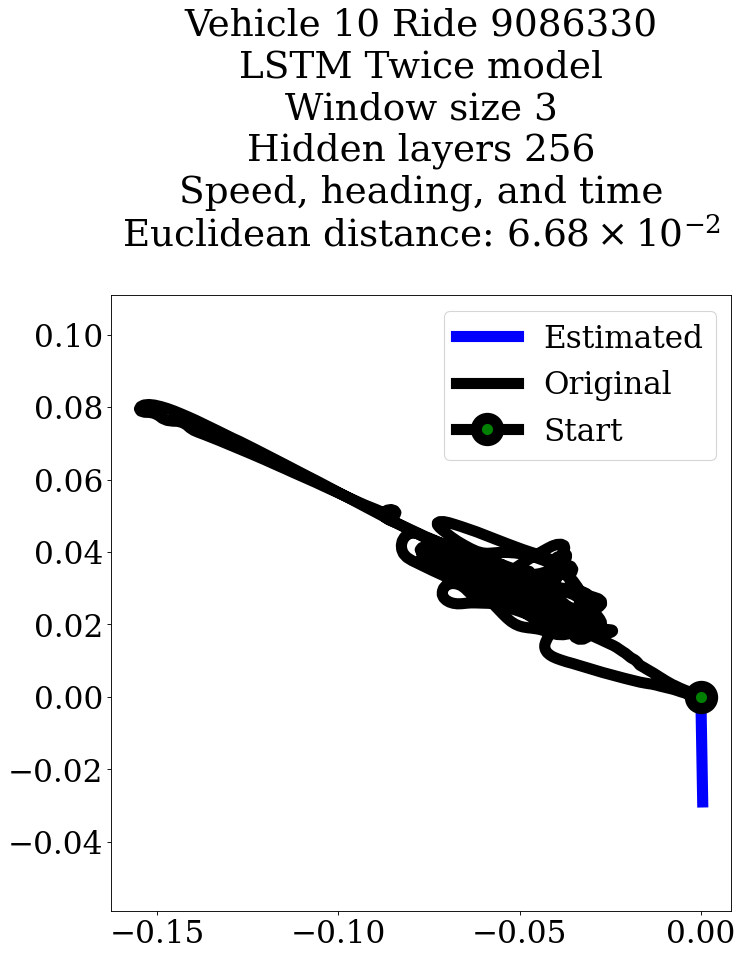 Vehicle 10 Ride 9086330
LSTM Twice model
Window size 3
Hidden layers 256
Speed, heading, and time
Euclidean distance: 6.68 × 10⁻²
Estimated
Original
Start
0.10
0.08
0.06
0.04
0.02
0.00
−0.02
−0.04
−0.15 −0.10 −0.05 0.00